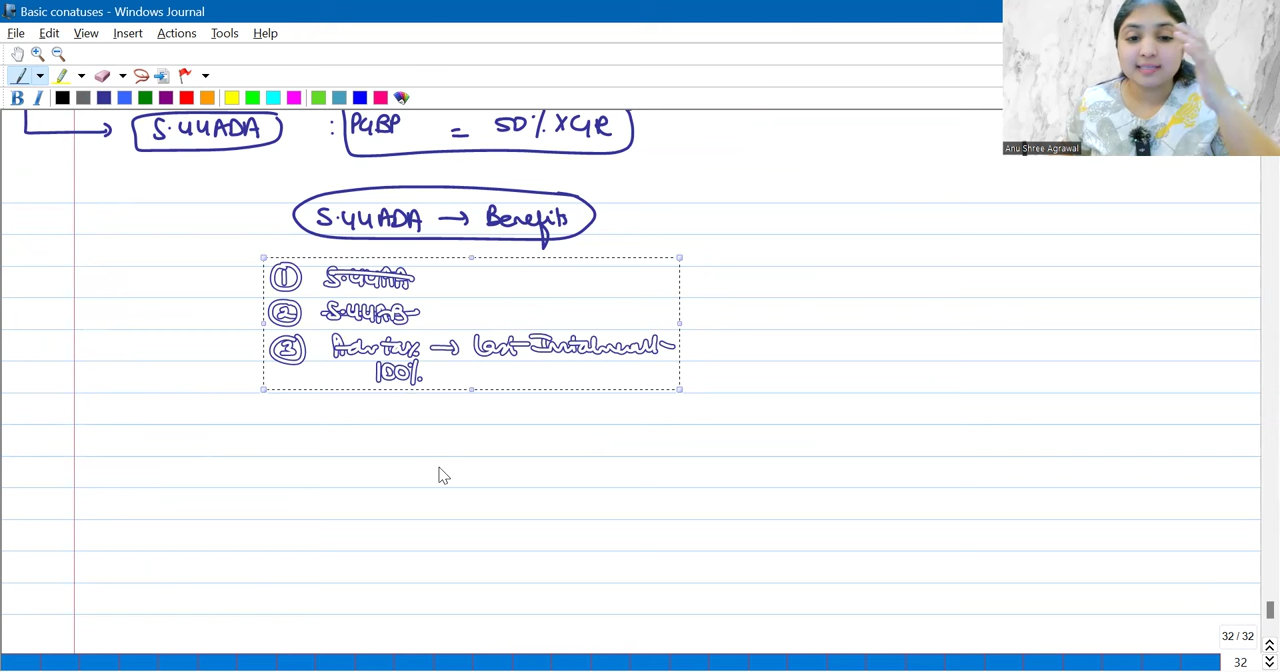 Basic conatuses - Windows Journal
File Edit View Insert Actions Tools Help
B I
Anu Shree Agrawal
S.44ADA : PGBP = 50% X GR
S.44ADA → Benefits
① S.44AA
② S.44AB
③ Adv tax → Last Instalment
100%
32 / 32
32